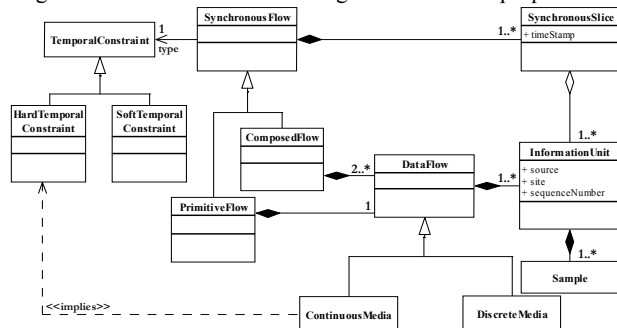 SynchronousFlow
SynchronousSlice
+ timeStamp
1
type
1..*
TemporalConstraint
HardTemporal
Constraint
SoftTemporal
Constraint
ComposedFlow
2..*
DataFlow
1..*
1..*
InformationUnit
+ source
+ site
+ sequenceNumber
PrimitiveFlow
1
1..*
Sample
<<implies>>
ContinuousMedia
DiscreteMedia